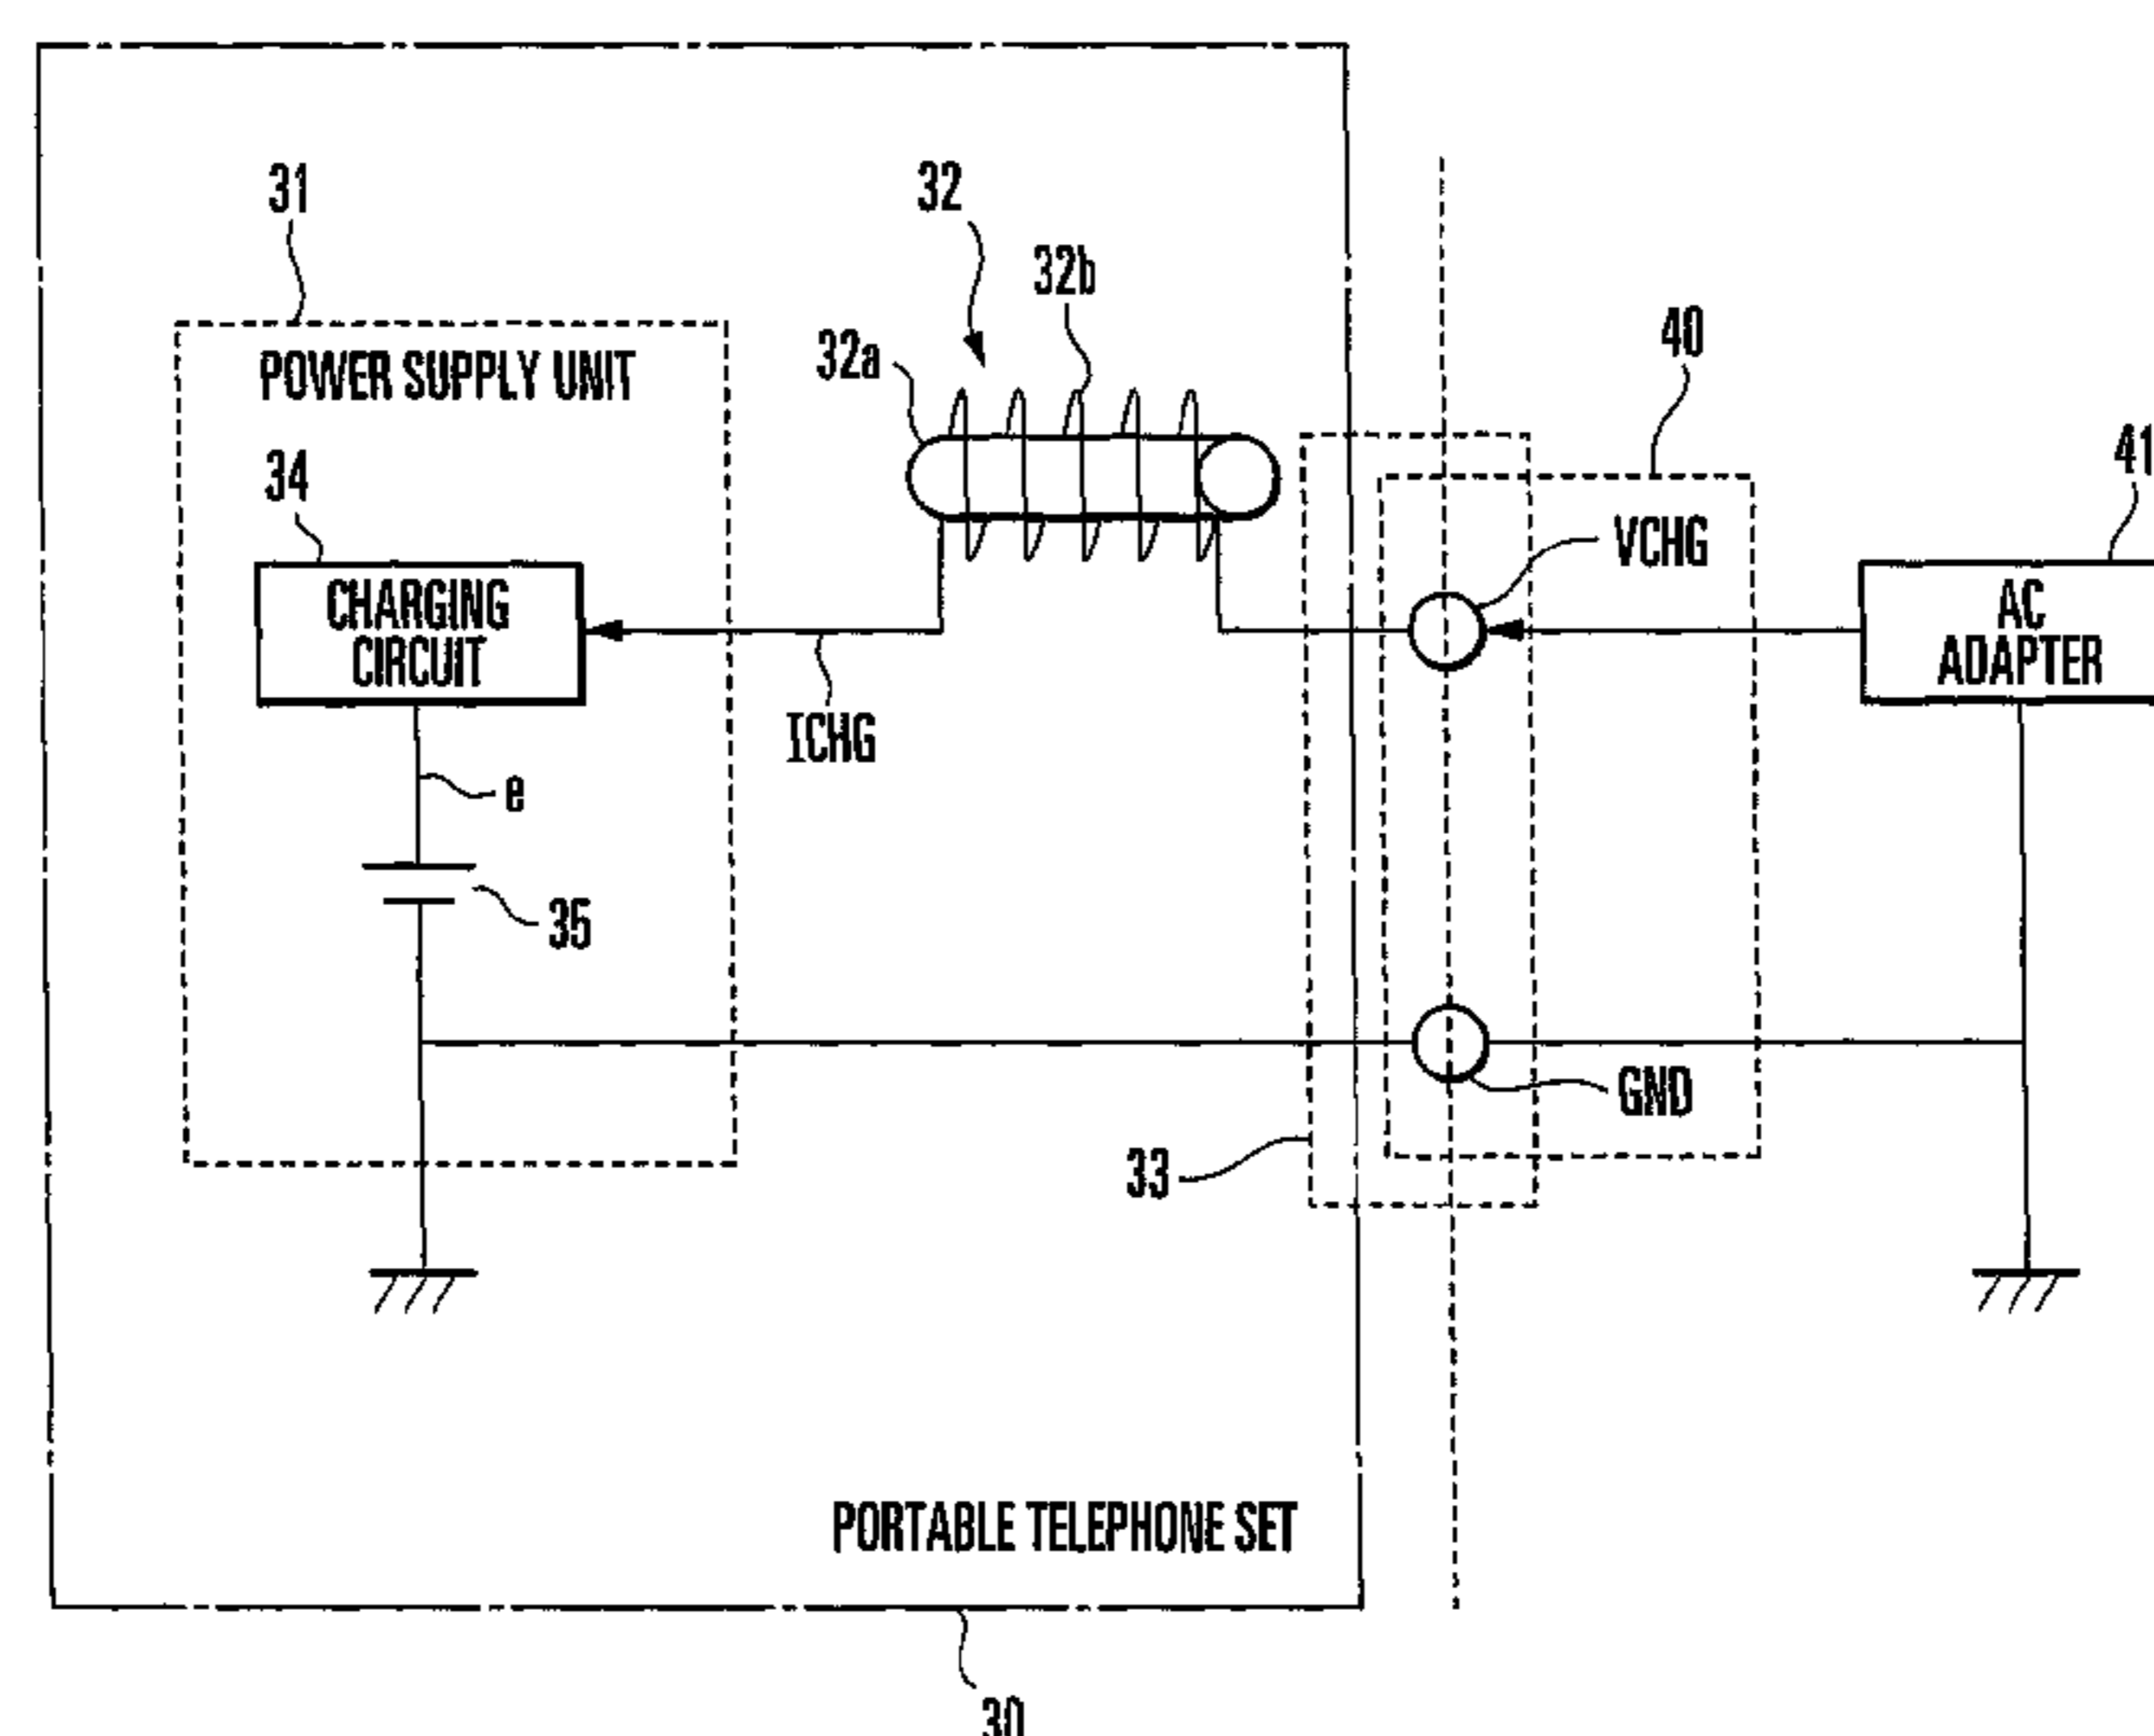 31
32
32b
40
32a
POWER SUPPLY UNIT
41
34
VCHG
CHARGING
CIRCUIT
AC
ADAPTER
ICHG
e
35
GND
33
PORTABLE TELEPHONE SET
30